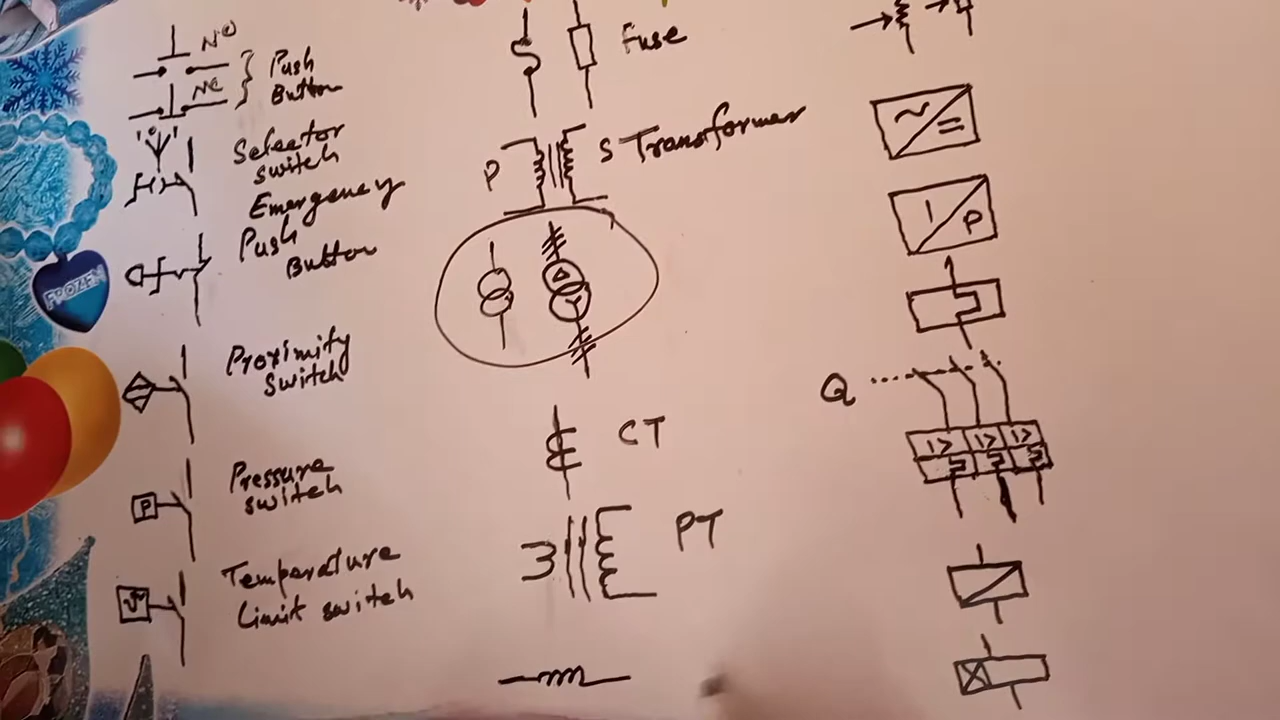 NO
Push
Button
NC
'0'
Selector
switch
Emergency
Push
Button
FROZEN
Proximity
Switch
P
Pressure
switch
Temperature
Limit switch
Fuse
P
S Transformer
Δ
Y
CT
PT
~
=
I
P
Q
I> I> I>